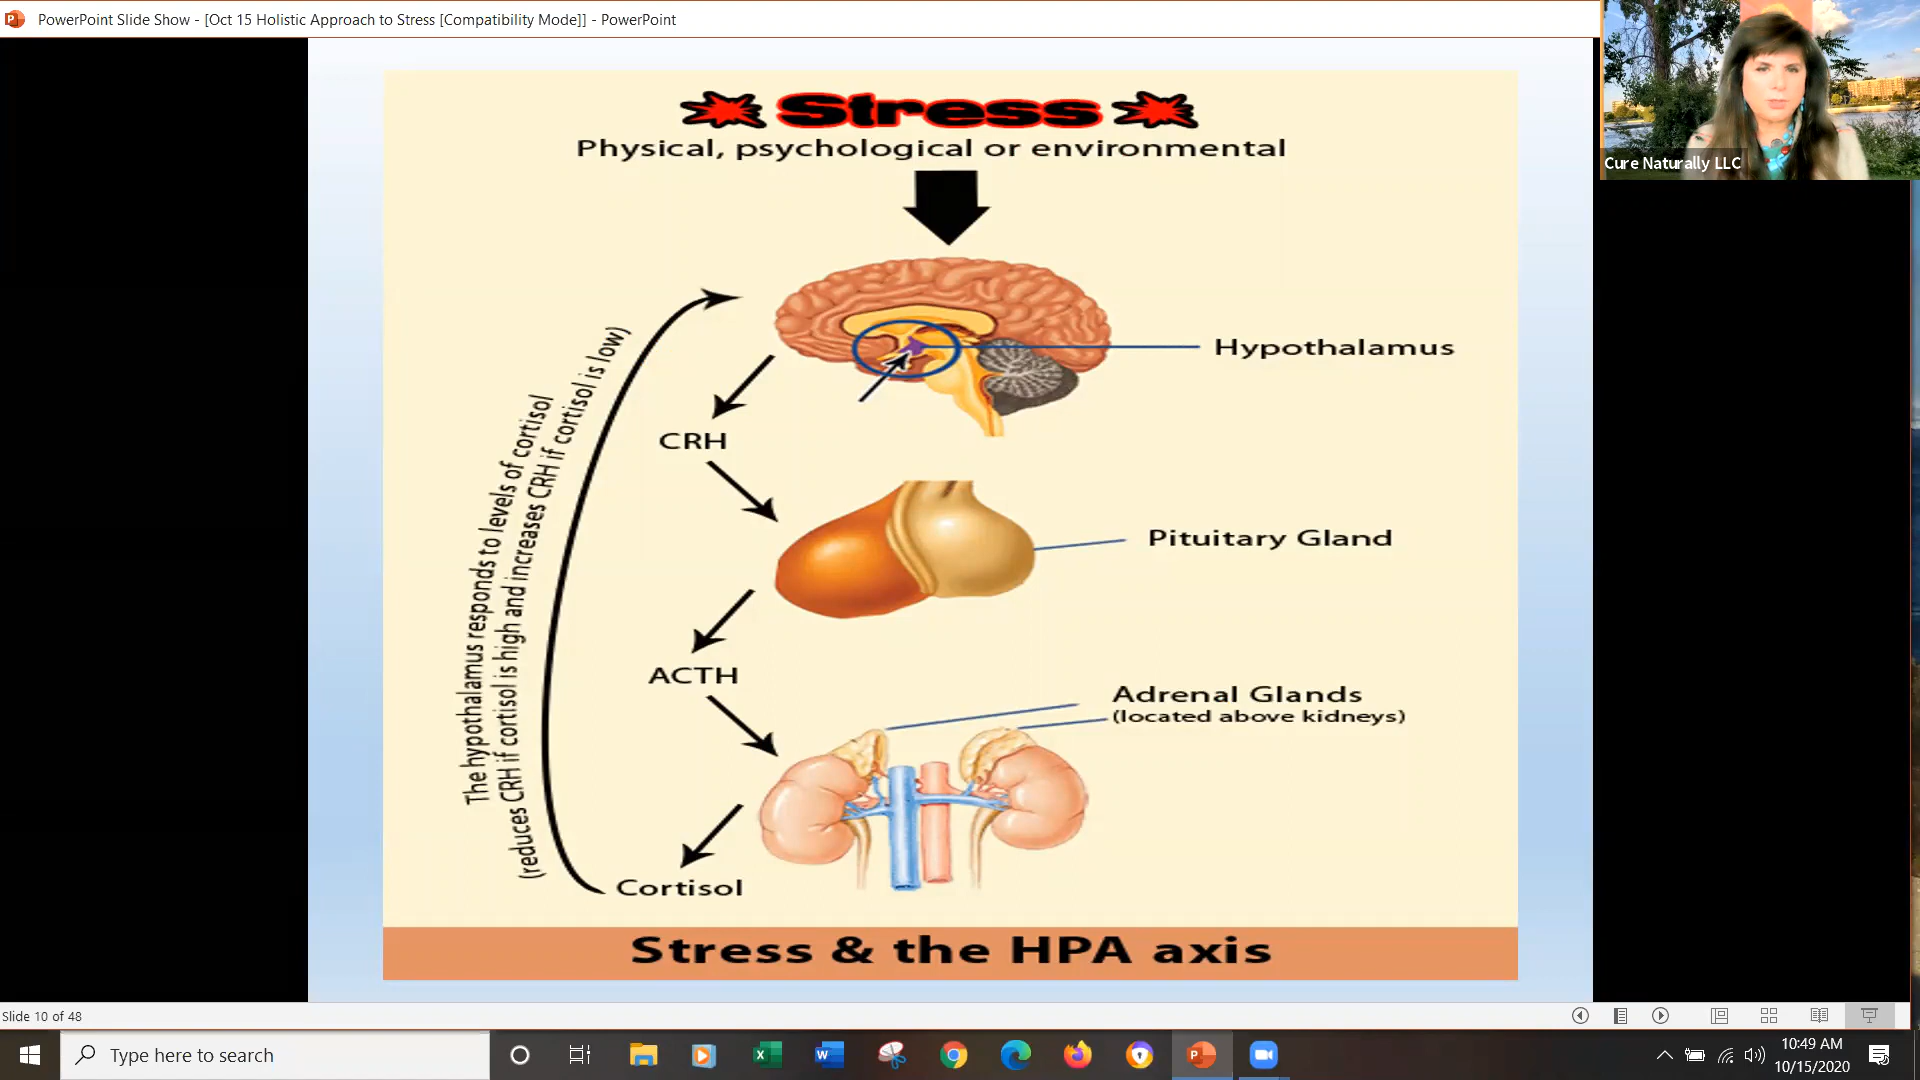 PowerPoint Slide Show - [Oct 15 Holistic Approach to Stress [Compatibility Mode]] - PowerPoint
Cure Naturally LLC
Stress
Physical, psychological or environmental
Hypothalamus
CRH
Pituitary Gland
ACTH
Adrenal Glands
(located above kidneys)
Cortisol
The hypothalamus responds to levels of cortisol
(reduces CRH if cortisol is high and increases CRH if cortisol is low)
Stress & the HPA axis
Slide 10 of 48
Type here to search
10:49 AM
10/15/2020